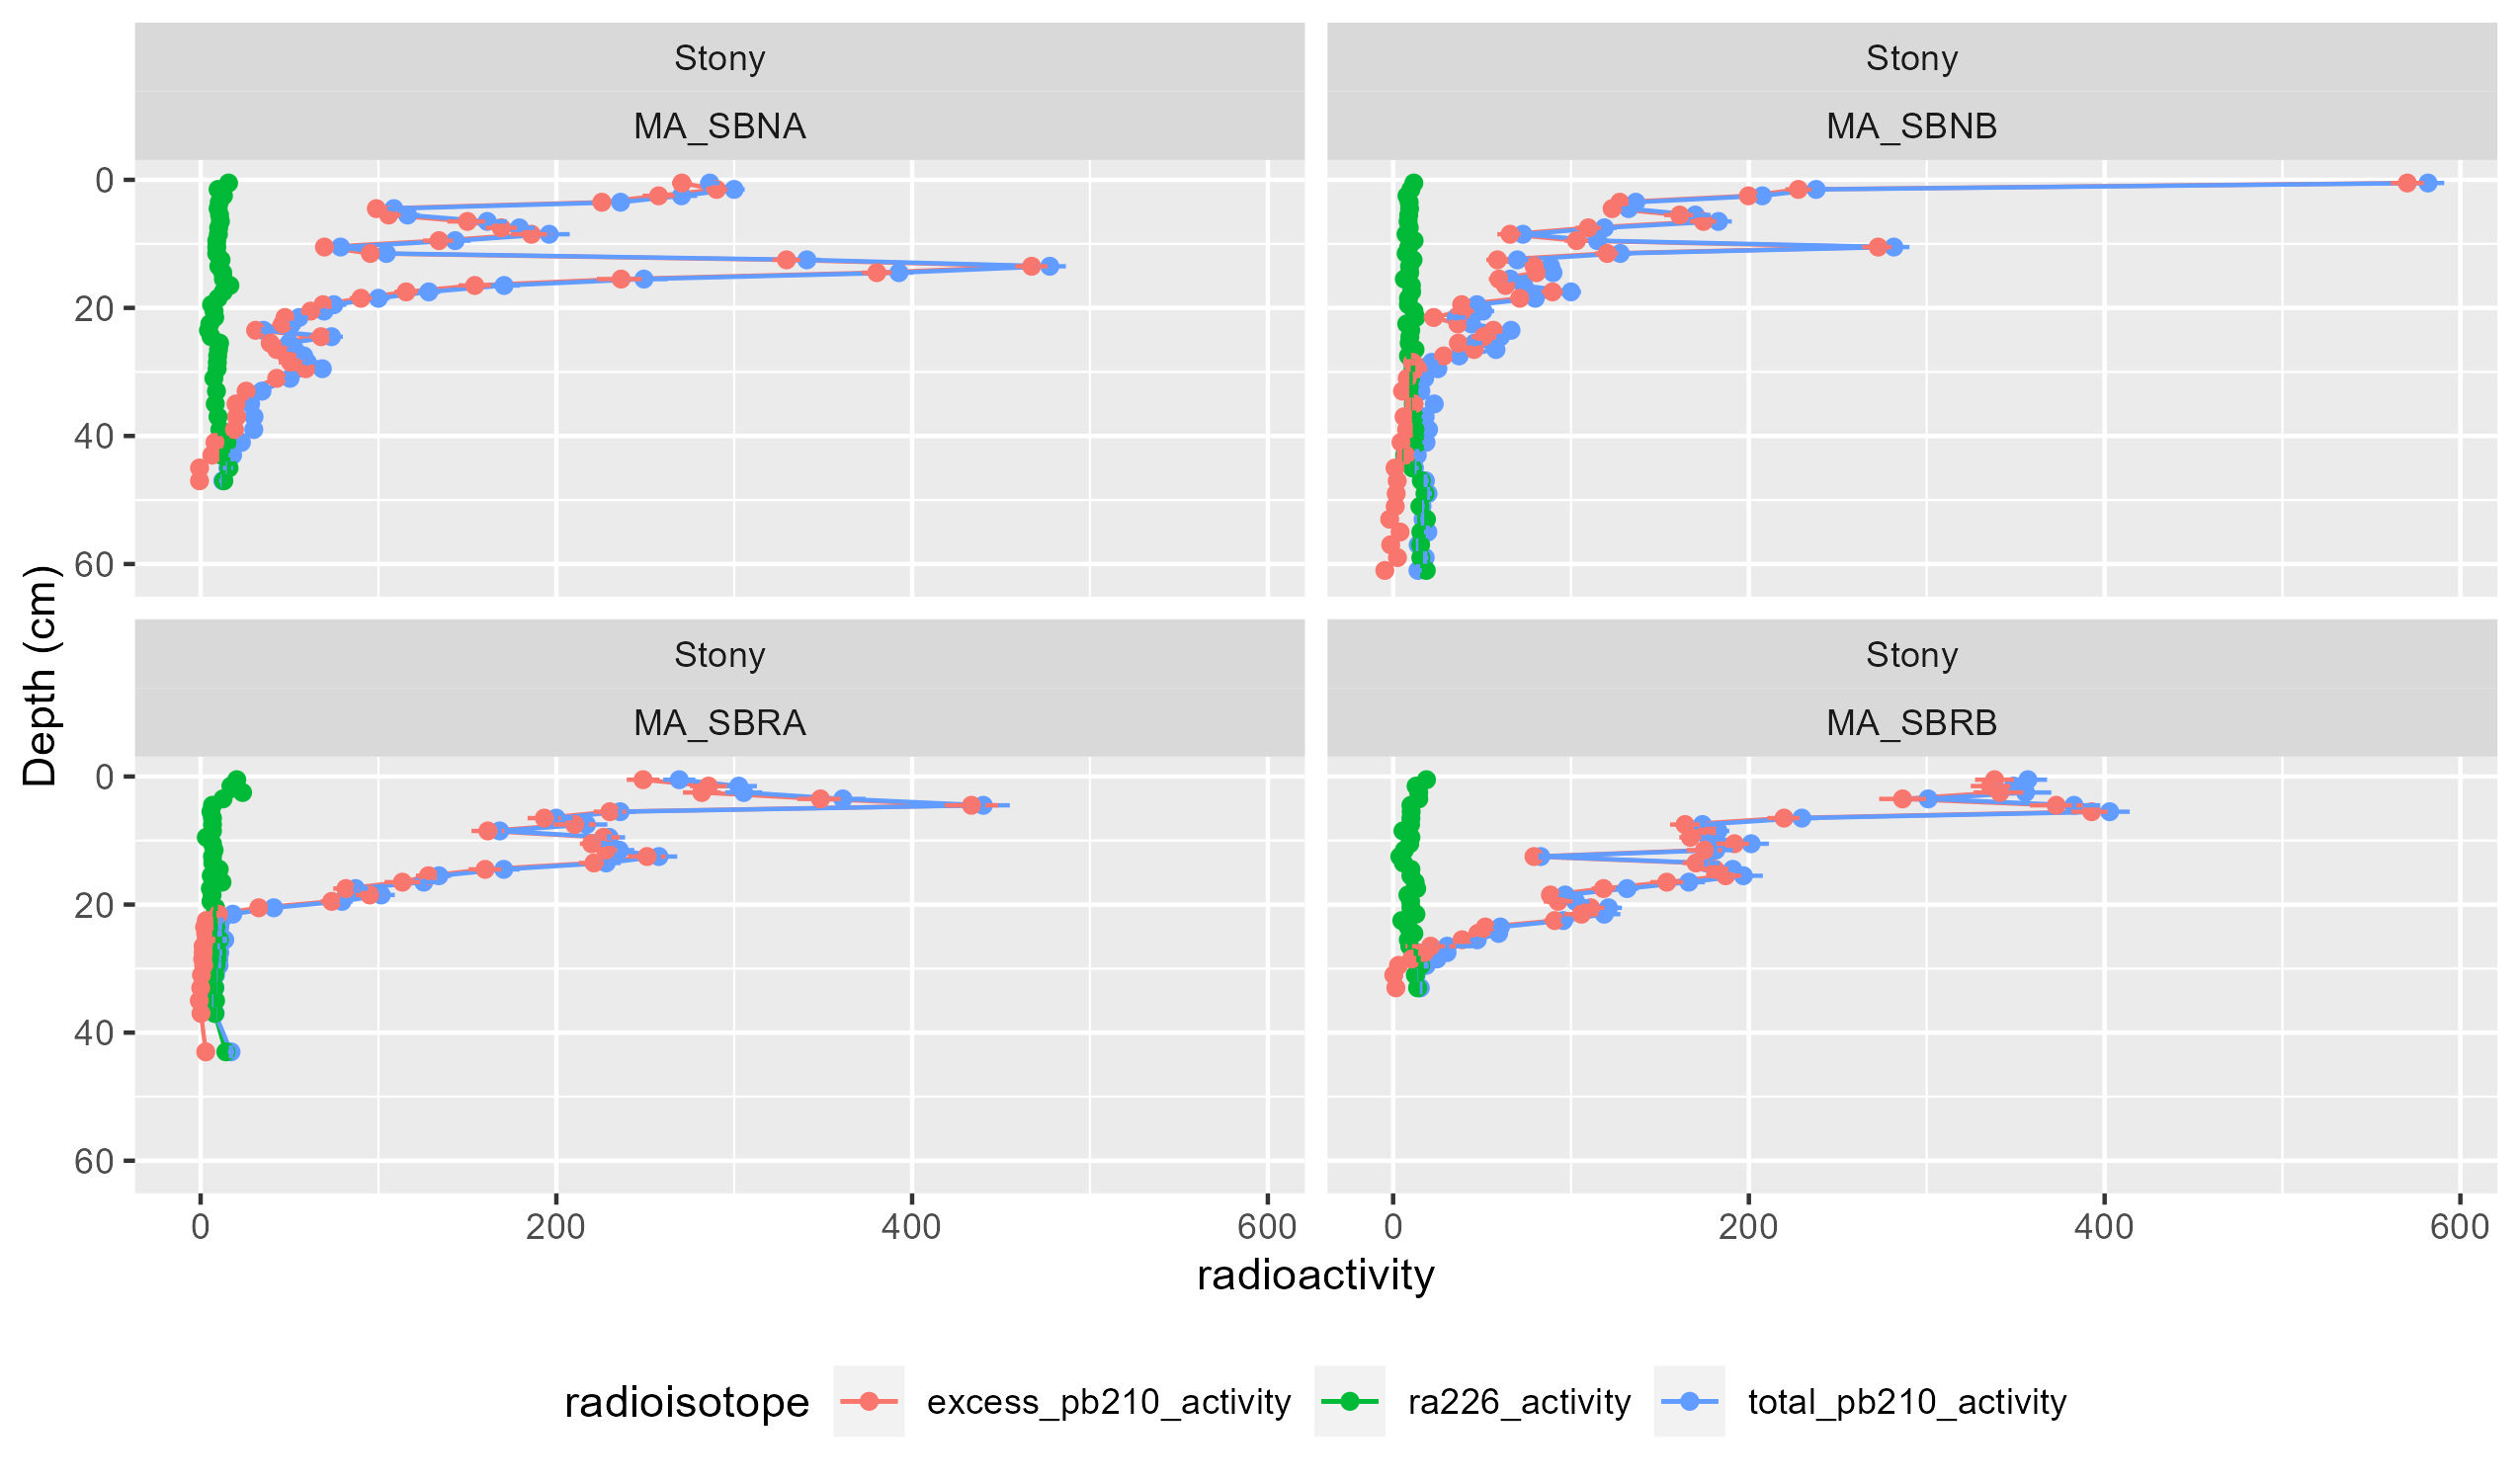 Stony
Stony
MA_SBNA
MA_SBNB
0
20
40
60
Stony
Stony
MA_SBRA
MA_SBRB
0
20
40
60
Depth (cm)
0 200 400 600 0 200 400 600
radioactivity
radioisotope excess_pb210_activity ra226_activity total_pb210_activity